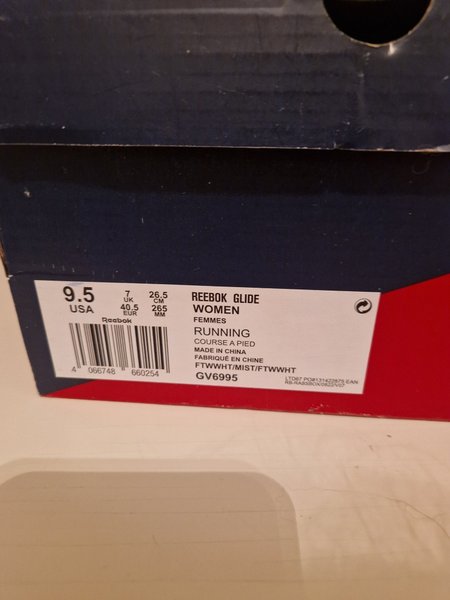 9.5
USA
7
UK
40.5
EUR
26.5
CM
265
MM
Reebok
4 066748 660254
REEBOK GLIDE
WOMEN
FEMMES
RUNNING
COURSE A PIED
MADE IN CHINA
FABRIQUÉ EN CHINE
FTWWHT/MIST/FTWWHT
GV6995